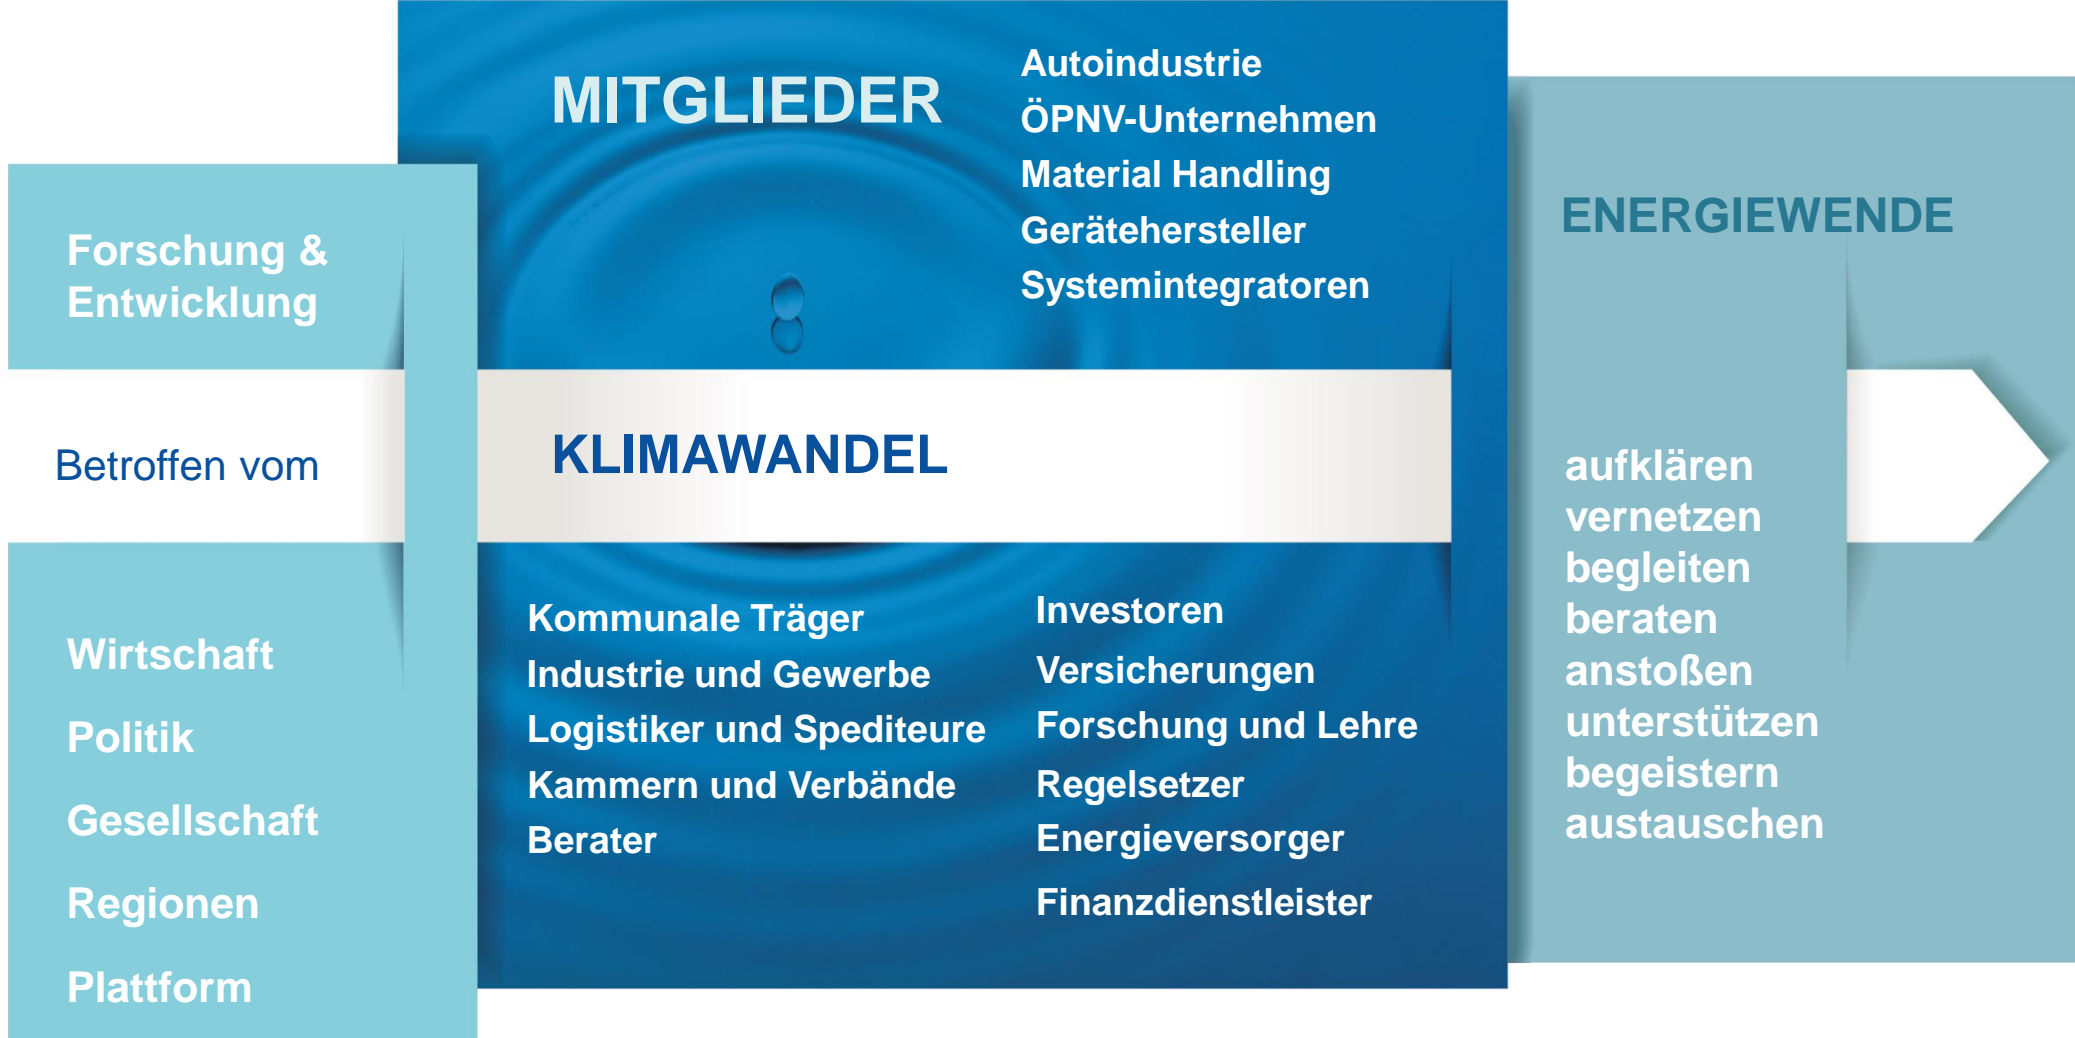 Forschung &
Entwicklung
Betroffen vom
Wirtschaft
Politik
Gesellschaft
Regionen
Plattform
MITGLIEDER
Autoindustrie
ÖPNV-Unternehmen
Material Handling
Gerätehersteller
Systemintegratoren
KLIMAWANDEL
Kommunale Träger
Industrie und Gewerbe
Logistiker und Spediteure
Kammern und Verbände
Berater
Investoren
Versicherungen
Forschung und Lehre
Regelsetzer
Energieversorger
Finanzdienstleister
ENERGIEWENDE
aufklären
vernetzen
begleiten
beraten
anstoßen
unterstützen
begeistern
austauschen